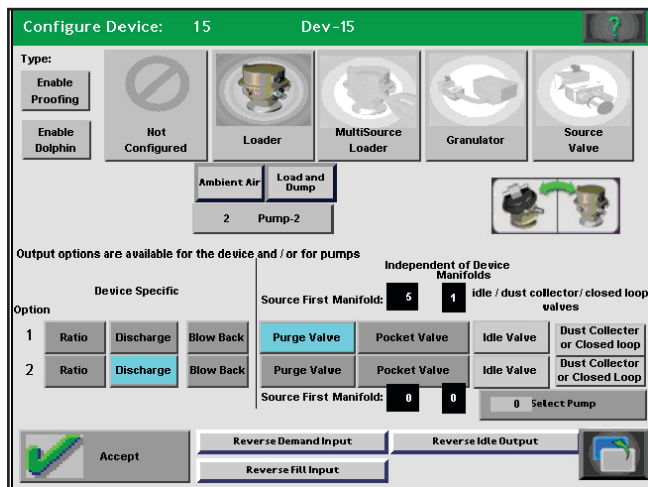 Configure Device: 15 Dev-15
?
Type:
Enable Proofing
Enable Dolphin
Not Configured
Loader
MultiSource Loader
Granulator
Source Valve
Ambient Air
Load and Dump
2 Pump-2
Output options are available for the device and / or for pumps
Device Specific
Independent of Device Manifolds
Option
Source First Manifold: 5 1 idle / dust collector/ closed loop valves
1 Ratio Discharge Blow Back Purge Valve Pocket Valve Idle Valve Dust Collecter or Closed loop
2 Ratio Discharge Blow Back Purge Valve Pocket Valve Idle Valve Dust Collecter or Closed Loop
Source First Manifold: 0 0
0 Select Pump
Accept
Reverse Demand Input
Reverse Idle Output
Reverse Fill Input